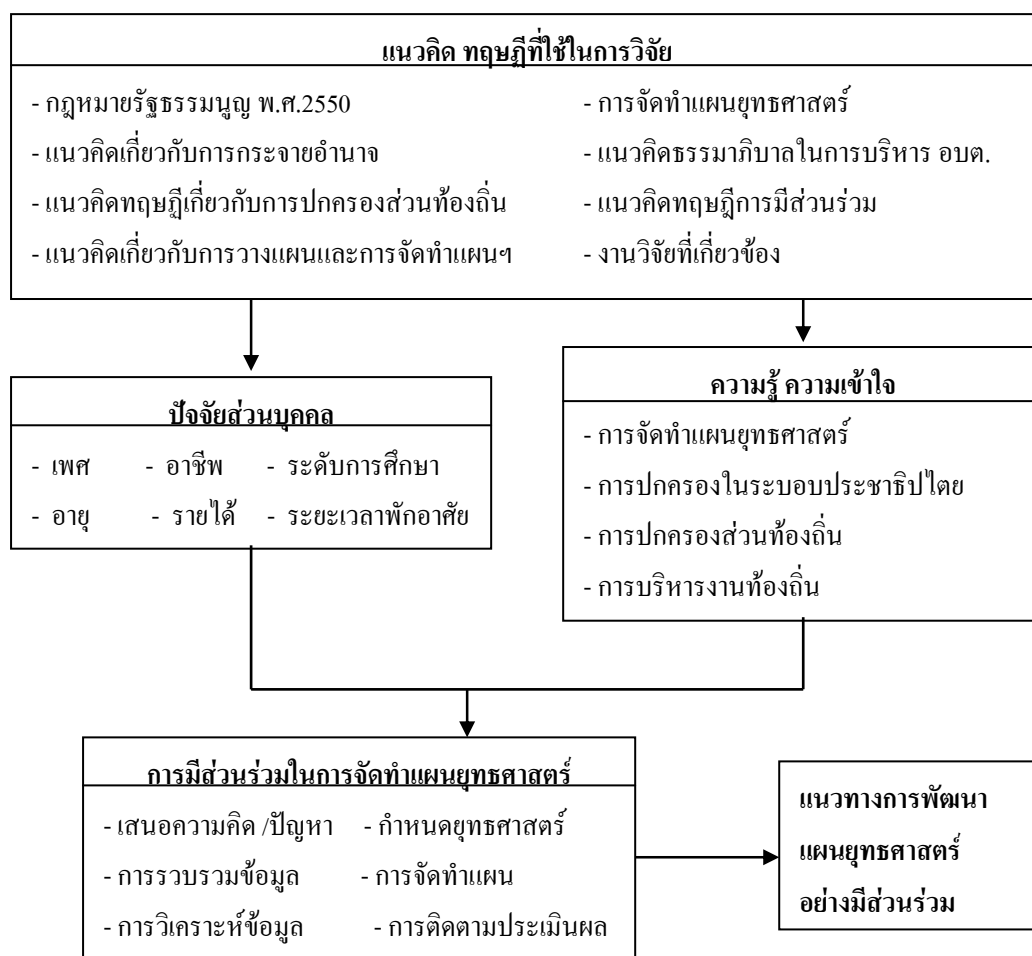 แนวคิด ทฤษฎีที่ใช้ในการวิจัย
- กฎหมายรัฐธรรมนูญ พ.ศ.2550
- แนวคิดเกี่ยวกับการกระจายอำนาจ
- แนวคิดทฤษฎีเกี่ยวกับการปกครองส่วนท้องถิ่น
- แนวคิดเกี่ยวกับการวางแผนและการจัดทำแผนฯ
- การจัดทำแผนยุทธศาสตร์
- แนวคิดธรรมาภิบาลในการบริหาร อบต.
- แนวคิดทฤษฎีการมีส่วนร่วม
- งานวิจัยที่เกี่ยวข้อง
ปัจจัยส่วนบุคคล
- เพศ - อาชีพ - ระดับการศึกษา
- อายุ - รายได้ - ระยะเวลาพักอาศัย
ความรู้ ความเข้าใจ
- การจัดทำแผนยุทธศาสตร์
- การปกครองในระบอบประชาธิปไตย
- การปกครองส่วนท้องถิ่น
- การบริหารงานท้องถิ่น
การมีส่วนร่วมในการจัดทำแผนยุทธศาสตร์
- เสนอความคิด /ปัญหา - กำหนดยุทธศาสตร์
- การรวบรวมข้อมูล - การจัดทำแผน
- การวิเคราะห์ข้อมูล - การติดตามประเมินผล
แนวทางการพัฒนา
แผนยุทธศาสตร์
อย่างมีส่วนร่วม